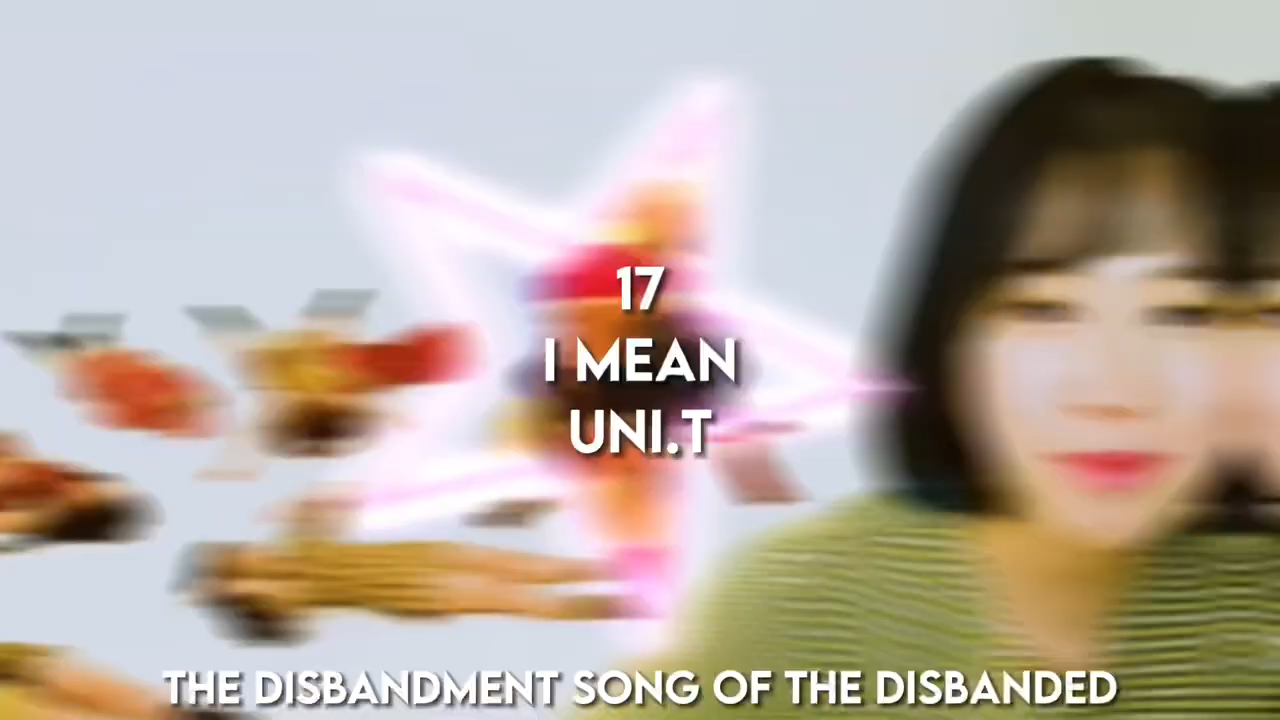 17
I MEAN
UNI.T
THE DISBANDMENT SONG OF THE DISBANDED